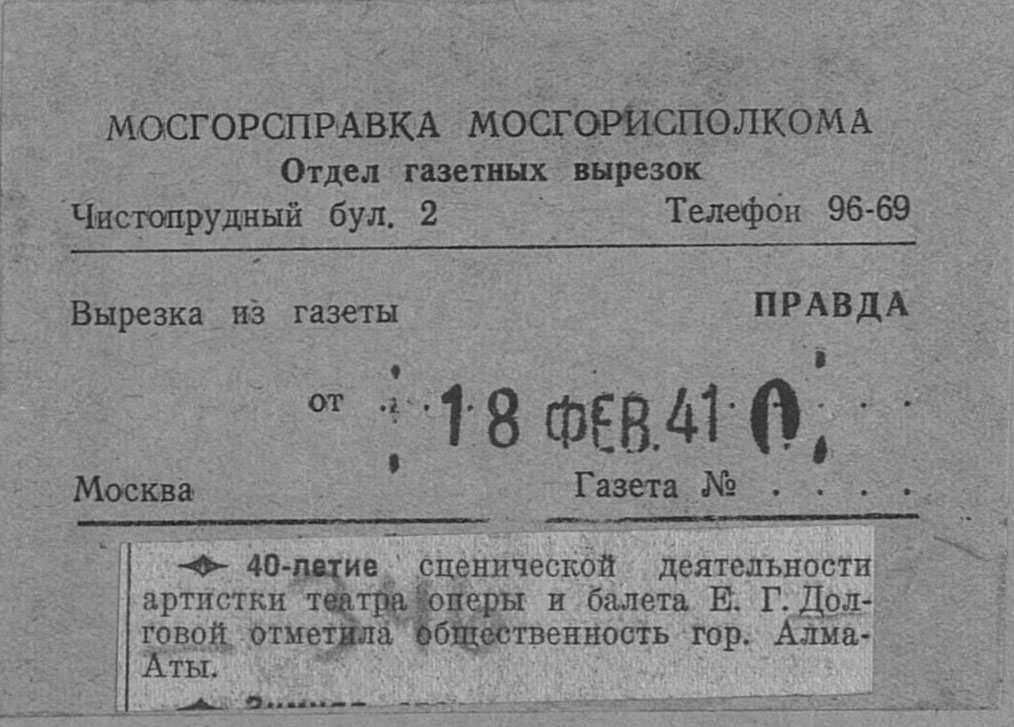 МОСГОРСПРАВКА МОСГОРИСПОЛКОМА
Отдел газетных вырезок
Чистопрудный бул. 2 Телефон 96-69
Вырезка из газеты ПРАВДА
от 18 ФЕВ. 41
Москва Газета № . . . .
40-летие сценической деятельности
артистки театра оперы и балета Е. Г. Дол-
говой отметила общественность гор. Алма-
Аты.